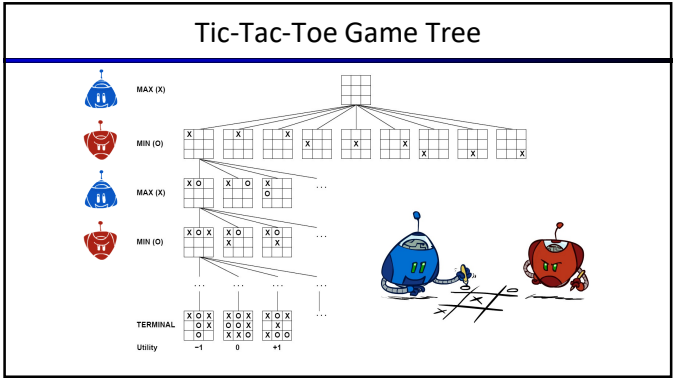 Tic-Tac-Toe Game Tree
MAX (X)
MIN (O)
X X X X X X X X X
MAX (X)
X O X O X
O
...
MIN (O)
X O X X O X O
X X
...
... ... ... ...
TERMINAL
X O X X O X X O X ...
O X O O X X
O X X O X O O
Utility −1 0 +1